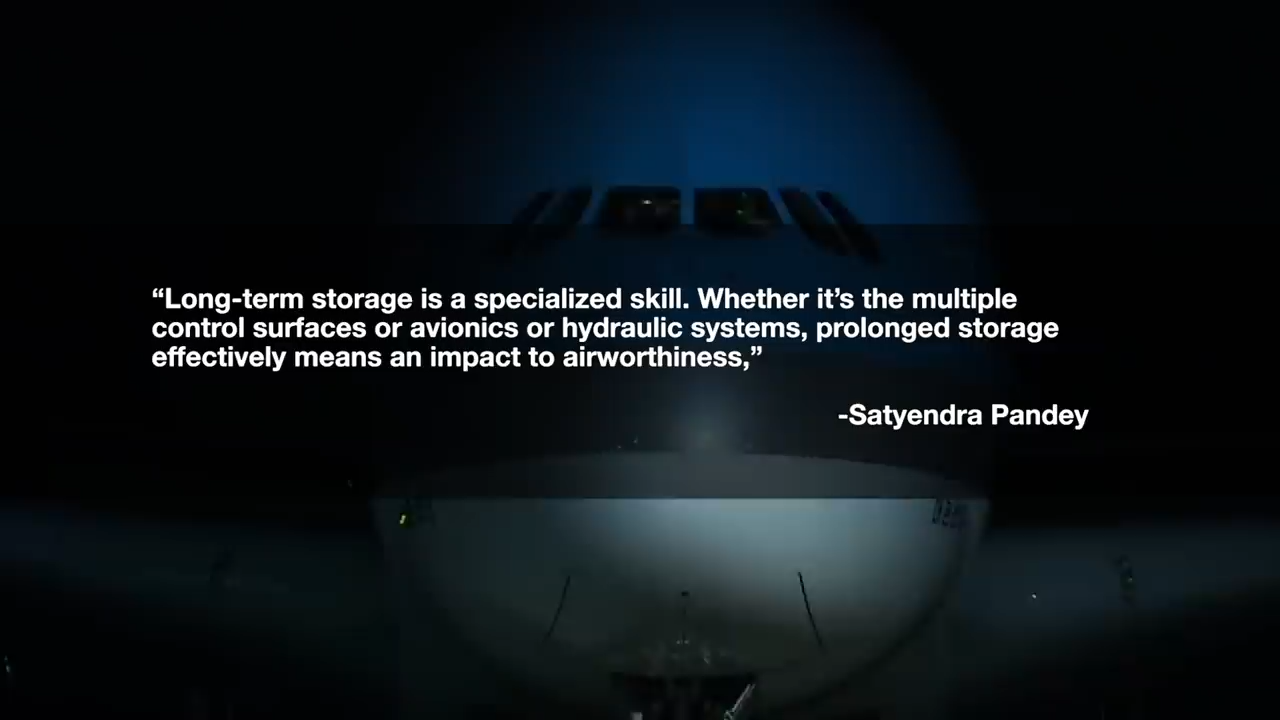 “Long-term storage is a specialized skill. Whether it’s the multiple
control surfaces or avionics or hydraulic systems, prolonged storage
effectively means an impact to airworthiness,”
-Satyendra Pandey